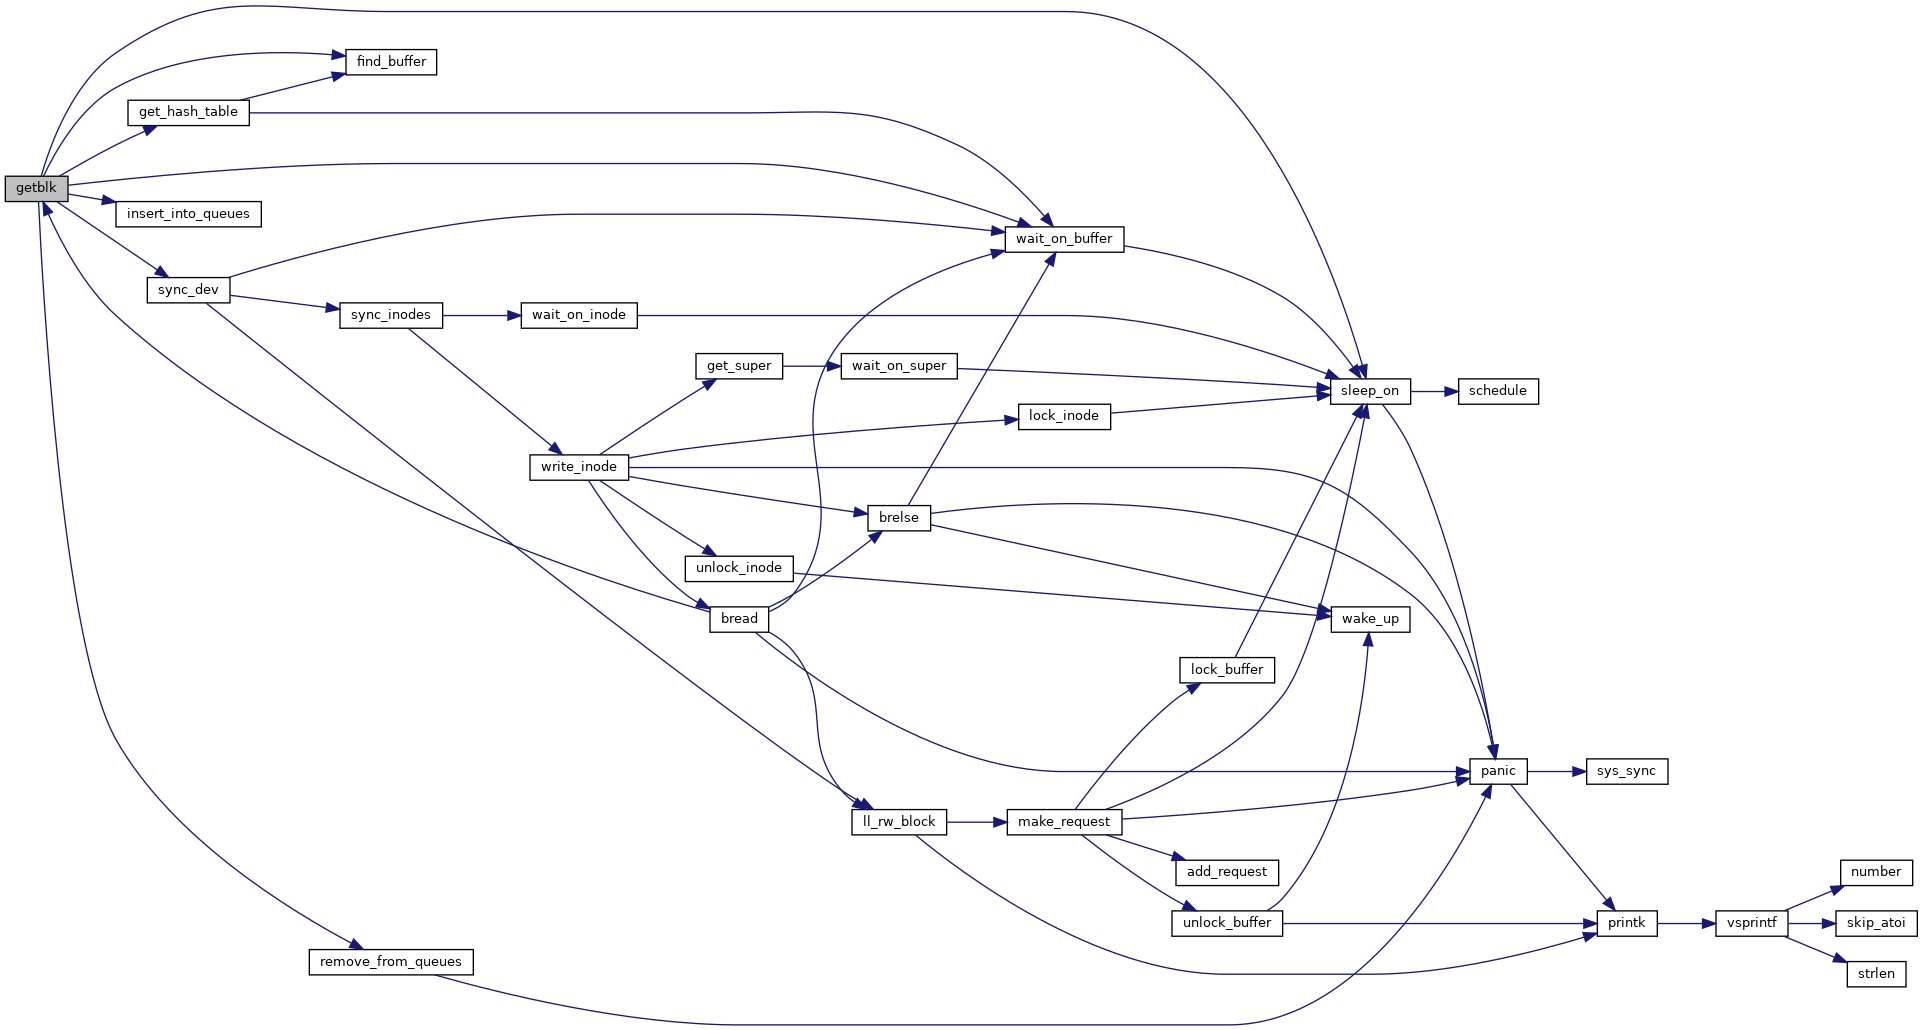 find_buffer
get_hash_table
getblk
insert_into_queues
wait_on_buffer
sync_dev
sync_inodes
wait_on_inode
get_super
wait_on_super
sleep_on
schedule
lock_inode
write_inode
brelse
unlock_inode
bread
wake_up
lock_buffer
panic
sys_sync
ll_rw_block
make_request
add_request
number
unlock_buffer
printk
vsprintf
skip_atoi
remove_from_queues
strlen